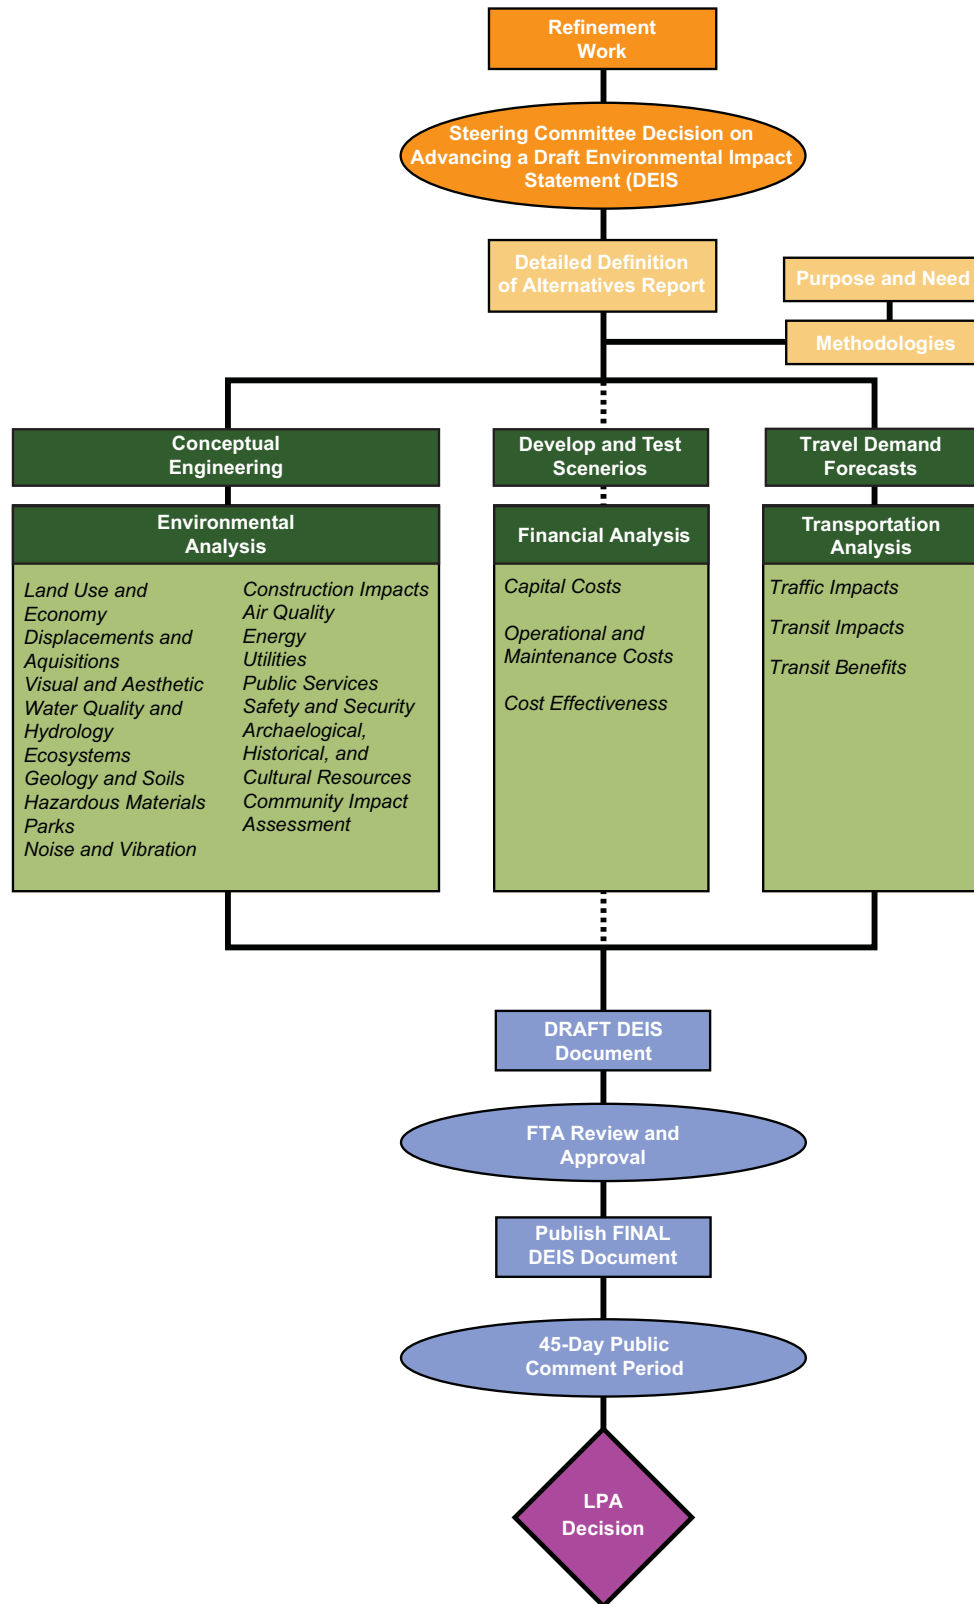 Refinement
Work
Steering Committee Decision on
Advancing a Draft Environmental Impact
Statement (DEIS
Detailed Definition
of Alternatives Report
Purpose and Need
Methodologies
Conceptual
Engineering
Develop and Test
Scenerios
Travel Demand
Forecasts
Environmental
Analysis
Land Use and
Economy
Displacements and
Aquisitions
Visual and Aesthetic
Water Quality and
Hydrology
Ecosystems
Geology and Soils
Hazardous Materials
Parks
Noise and Vibration
Construction Impacts
Air Quality
Energy
Utilities
Public Services
Safety and Security
Archaelogical,
Historical, and
Cultural Resources
Community Impact
Assessment
Financial Analysis
Capital Costs
Operational and
Maintenance Costs
Cost Effectiveness
Transportation
Analysis
Traffic Impacts
Transit Impacts
Transit Benefits
DRAFT DEIS
Document
FTA Review and
Approval
Publish FINAL
DEIS Document
45-Day Public
Comment Period
LPA
Decision